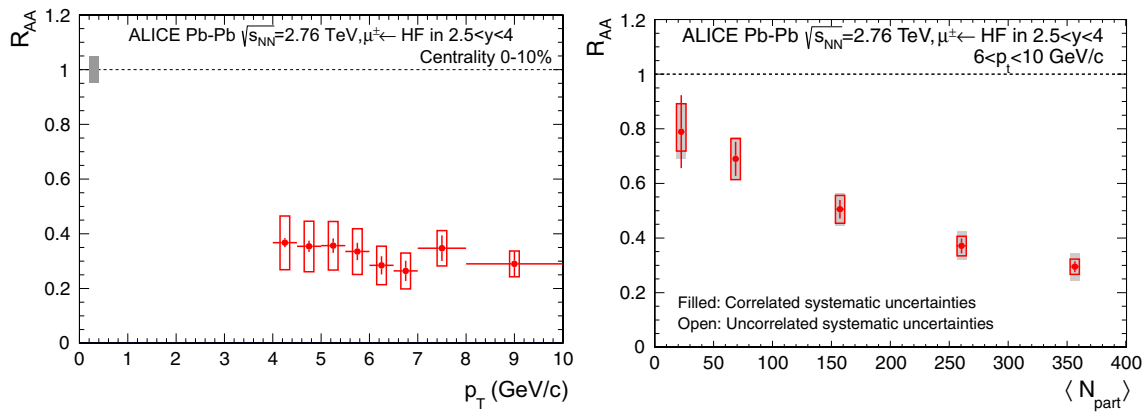 R_AA
1.2
1
0.8
0.6
0.4
0.2
0
ALICE Pb-Pb √s_NN=2.76 TeV, μ± ← HF in 2.5<y<4
Centrality 0-10%
0 1 2 3 4 5 6 7 8 9 10
p_T (GeV/c)
R_AA
1.2
1
0.8
0.6
0.4
0.2
0
ALICE Pb-Pb √s_NN=2.76 TeV, μ± ← HF in 2.5<y<4
6<p_t<10 GeV/c
Filled: Correlated systematic uncertainties
Open: Uncorrelated systematic uncertainties
0 50 100 150 200 250 300 350 400
⟨ N_part ⟩